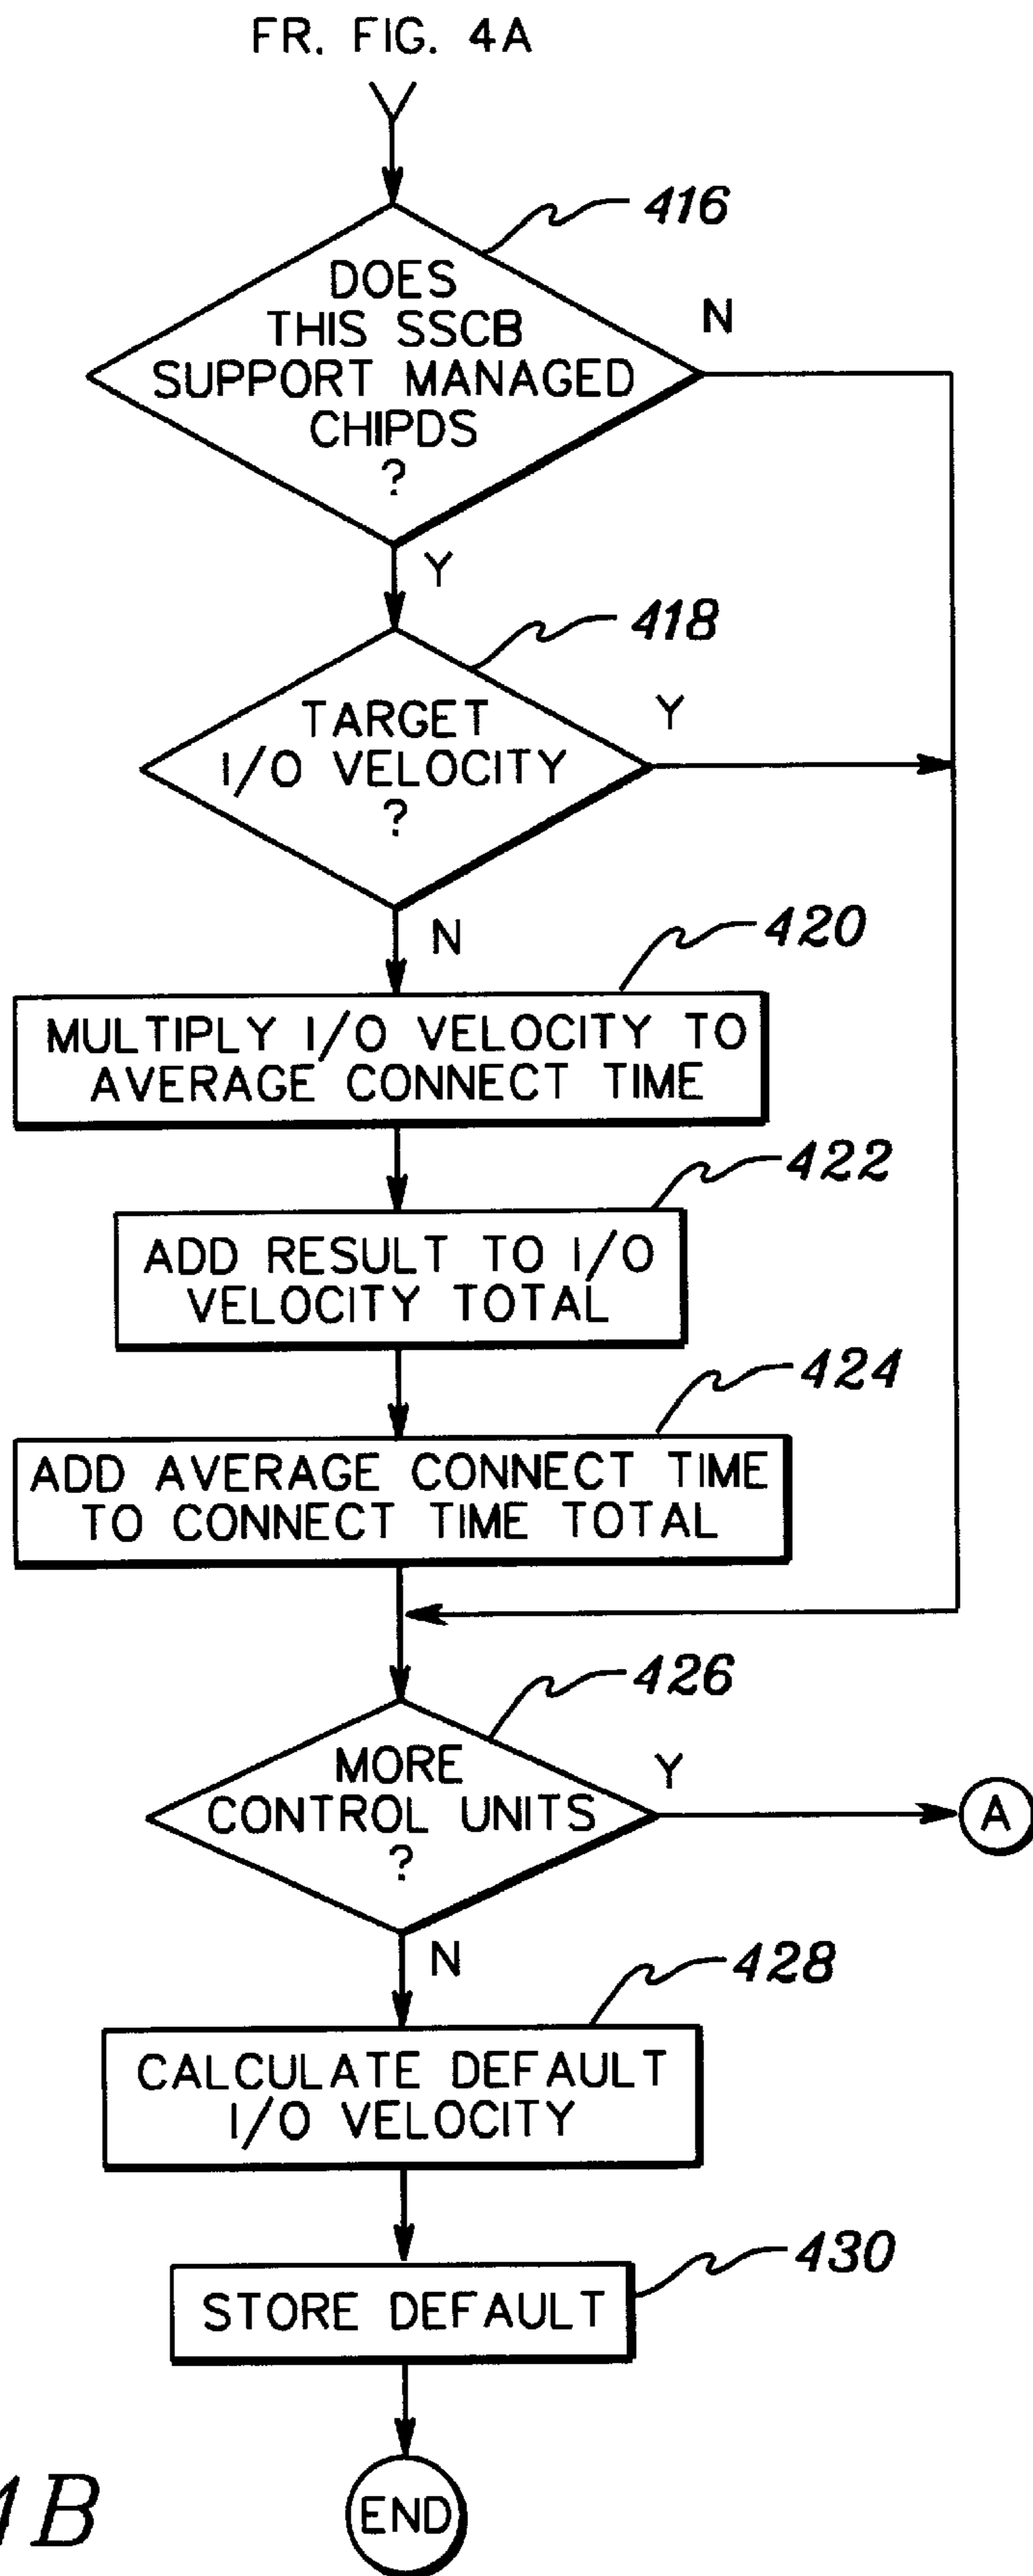 FR. FIG. 4A
416
DOES
THIS SSCB
SUPPORT MANAGED
CHIPDS
?
N
Y
418
TARGET
I/O VELOCITY
?
Y
N
420
MULTIPLY I/O VELOCITY TO
AVERAGE CONNECT TIME
422
ADD RESULT TO I/O
VELOCITY TOTAL
424
ADD AVERAGE CONNECT TIME
TO CONNECT TIME TOTAL
426
MORE
CONTROL UNITS
?
Y
A
N
428
CALCULATE DEFAULT
I/O VELOCITY
430
STORE DEFAULT
END
4B